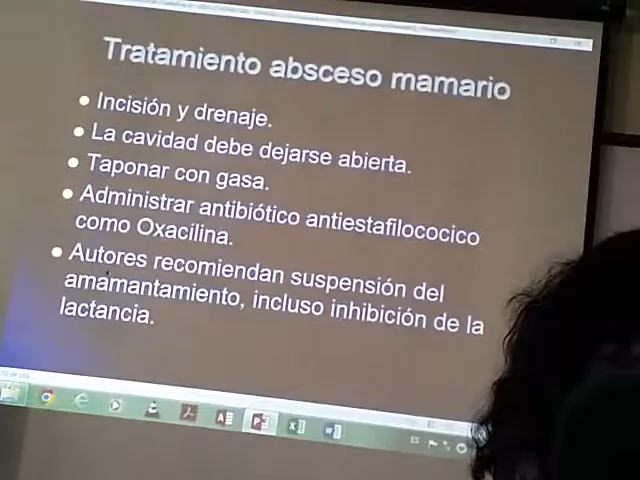 Tratamiento absceso mamario
Incisión y drenaje.
La cavidad debe dejarse abierta.
Taponar con gasa.
Administrar antibiótico antiestafilococico
como Oxacilina.
Autores recomiendan suspensión del
amamantamiento, incluso inhibición de la
lactancia.
ES